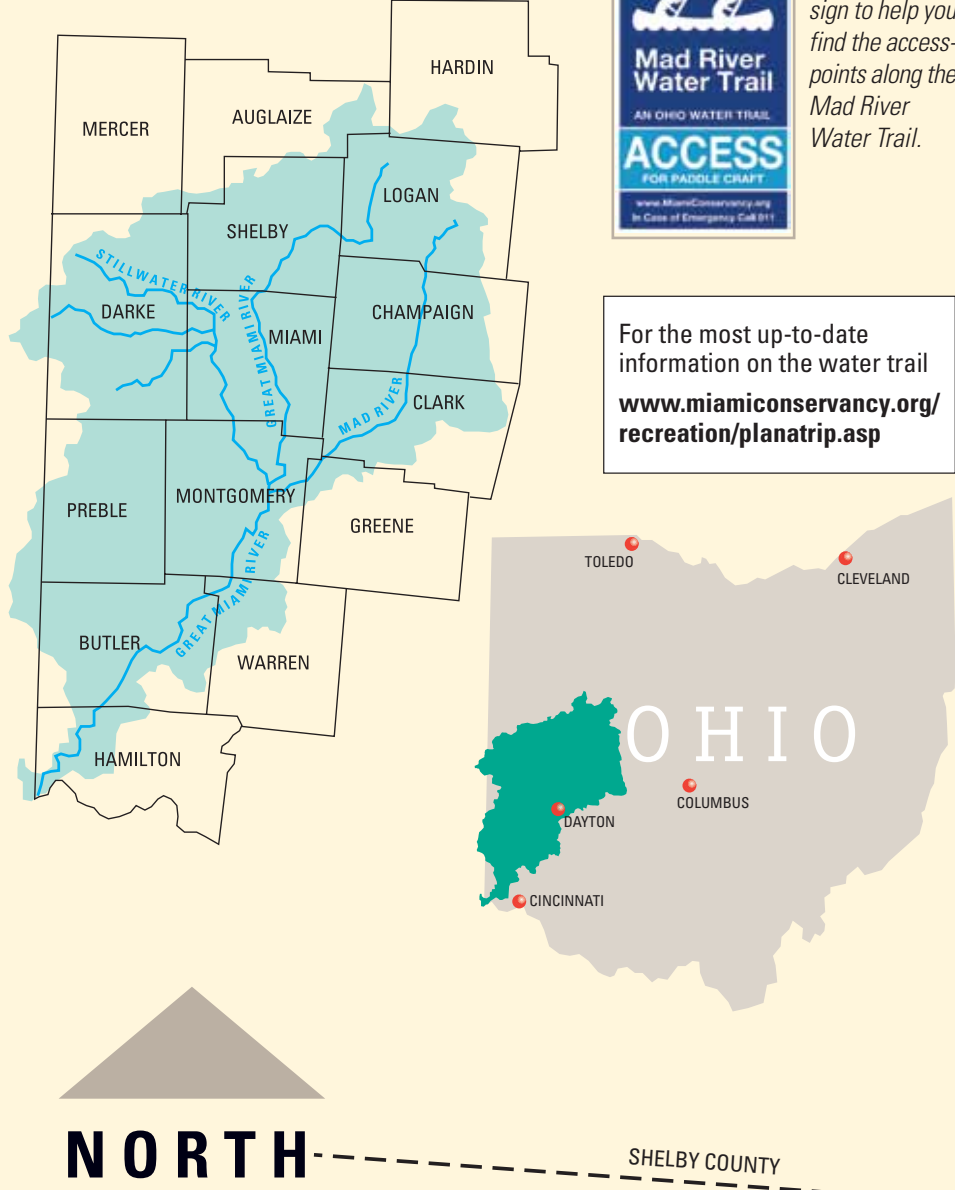 sign to help you
find the access-
points along the
Mad River
Water Trail.
Mad River
Water Trail
AN OHIO WATER TRAIL
ACCESS
FOR PADDLE CRAFT
www.MiamiConservancy.org
In Case of Emergency Call 911
For the most up-to-date
information on the water trail
www.miamiconservancy.org/
recreation/planatrip.asp
HARDIN
MERCER
AUGLAIZE
LOGAN
SHELBY
STILLWATER RIVER
DARKE
GREAT MIAMI RIVER
MIAMI
CHAMPAIGN
MAD RIVER
CLARK
PREBLE
MONTGOMERY
GREENE
GREAT MIAMI RIVER
BUTLER
WARREN
HAMILTON
TOLEDO
CLEVELAND
OHIO
COLUMBUS
DAYTON
CINCINNATI
NORTH
SHELBY COUNTY